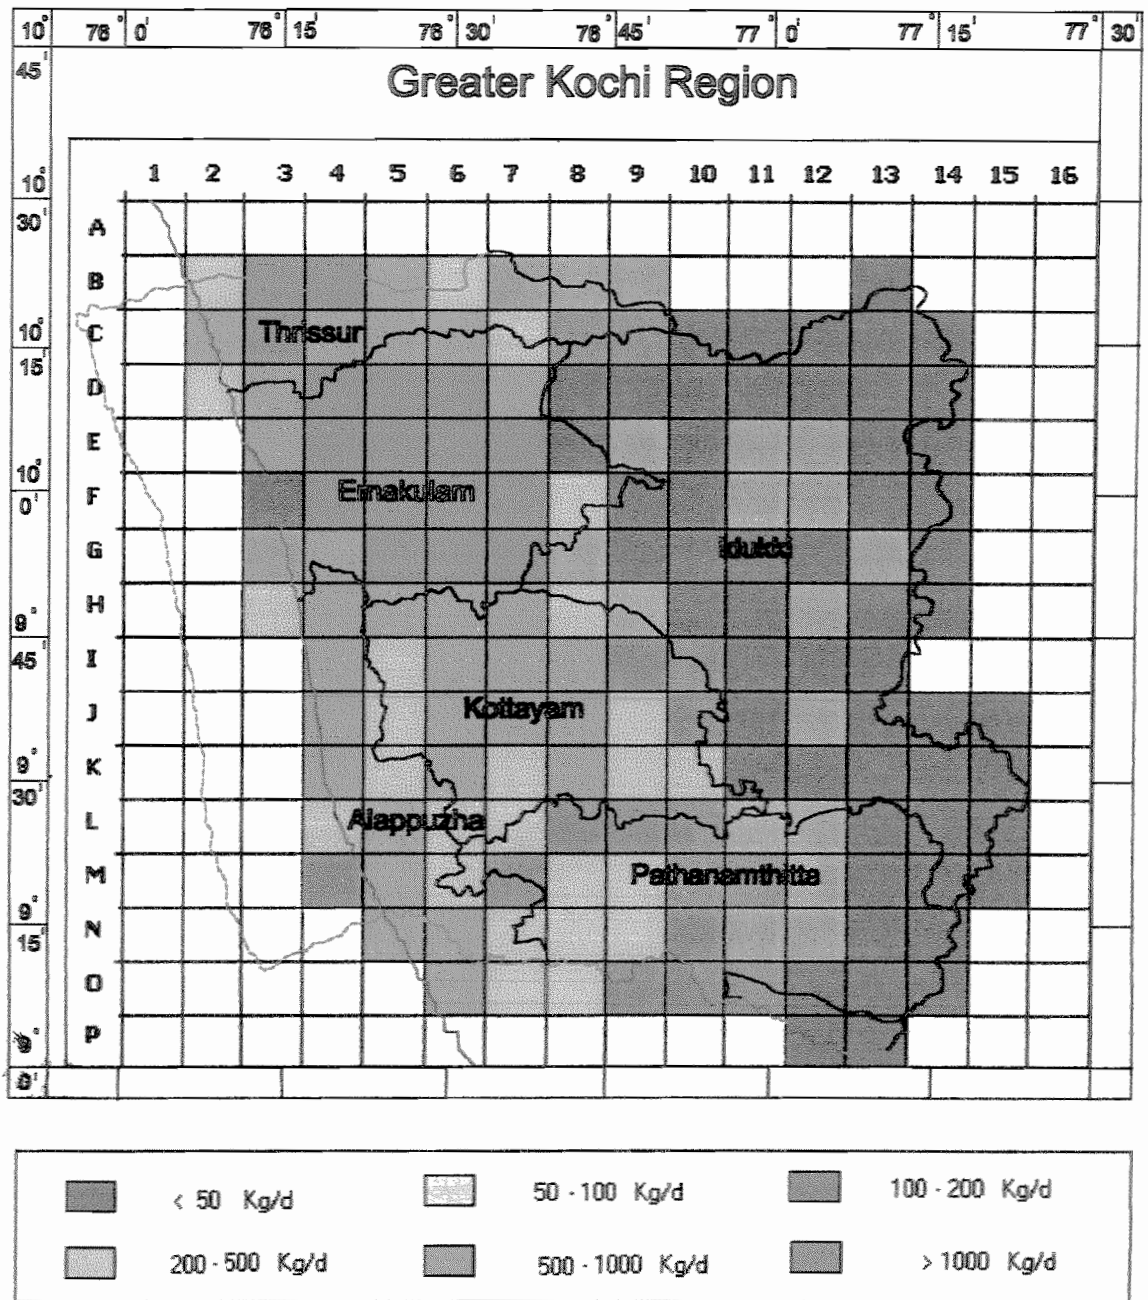 10° 76° 0' 76° 15' 76° 30' 76° 45' 77° 0' 77° 15' 77° 30'
45'
Greater Kochi Region
10° 1 2 3 4 5 6 7 8 9 10 11 12 13 14 15 16
30'
A
B
10° C Thrissur
15'
D
E
10°
F Ernakulam
0'
G Idukki
H
9°
45' I
J Kottayam
9° K
30'
L Alappuzha
M Pathanamthitta
9°
15' N
O
9° P
0'
< 50 Kg/d 50 - 100 Kg/d 100 - 200 Kg/d
200 - 500 Kg/d 500 - 1000 Kg/d > 1000 Kg/d